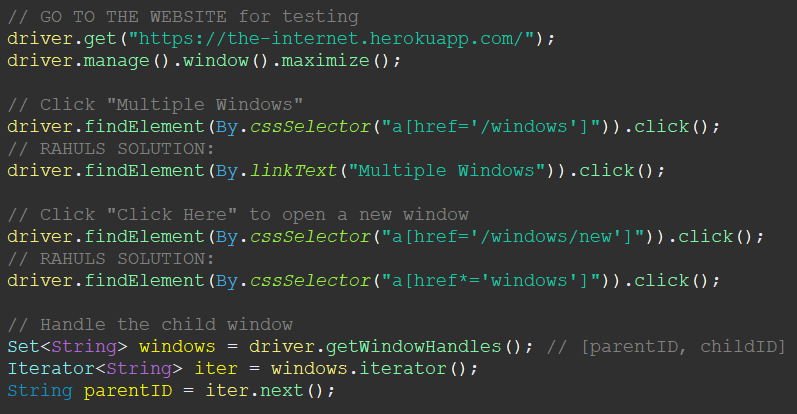 // GO TO THE WEBSITE for testing
driver.get("https://the-internet.herokuapp.com/");
driver.manage().window().maximize();
// Click "Multiple Windows"
driver.findElement(By.cssSelector("a[href='/windows']")).click();
// RAHULS SOLUTION:
driver.findElement(By.linkText("Multiple Windows")).click();
// Click "Click Here" to open a new window
driver.findElement(By.cssSelector("a[href='/windows/new']")).click();
// RAHULS SOLUTION:
driver.findElement(By.cssSelector("a[href*='windows']")).click();
// Handle the child window
Set<String> windows = driver.getWindowHandles(); // [parentID, childID]
Iterator<String> iter = windows.iterator();
String parentID = iter.next();